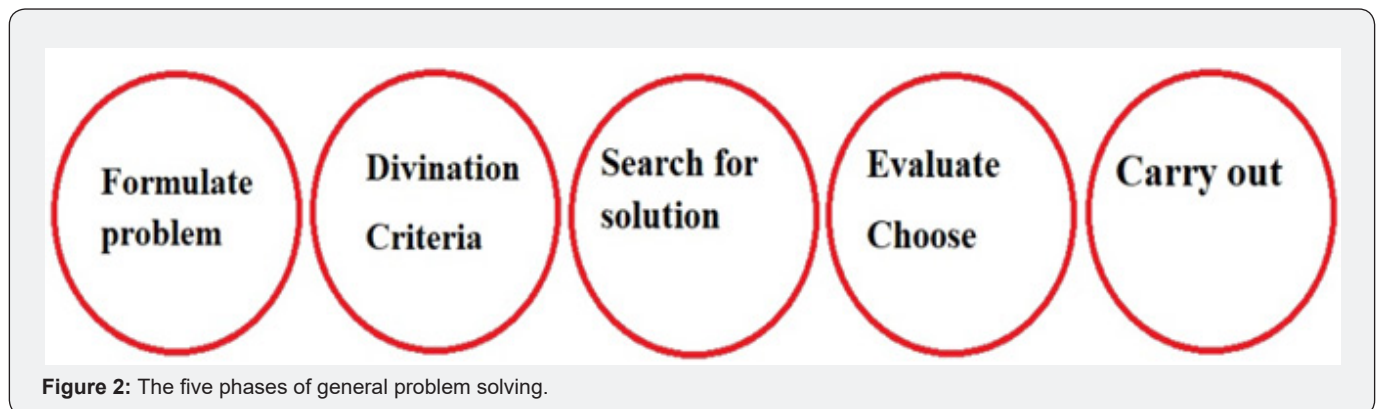 Formulate
problem
Divination
Criteria
Search for
solution
Evaluate
Choose
Carry out
Figure 2: The five phases of general problem solving.